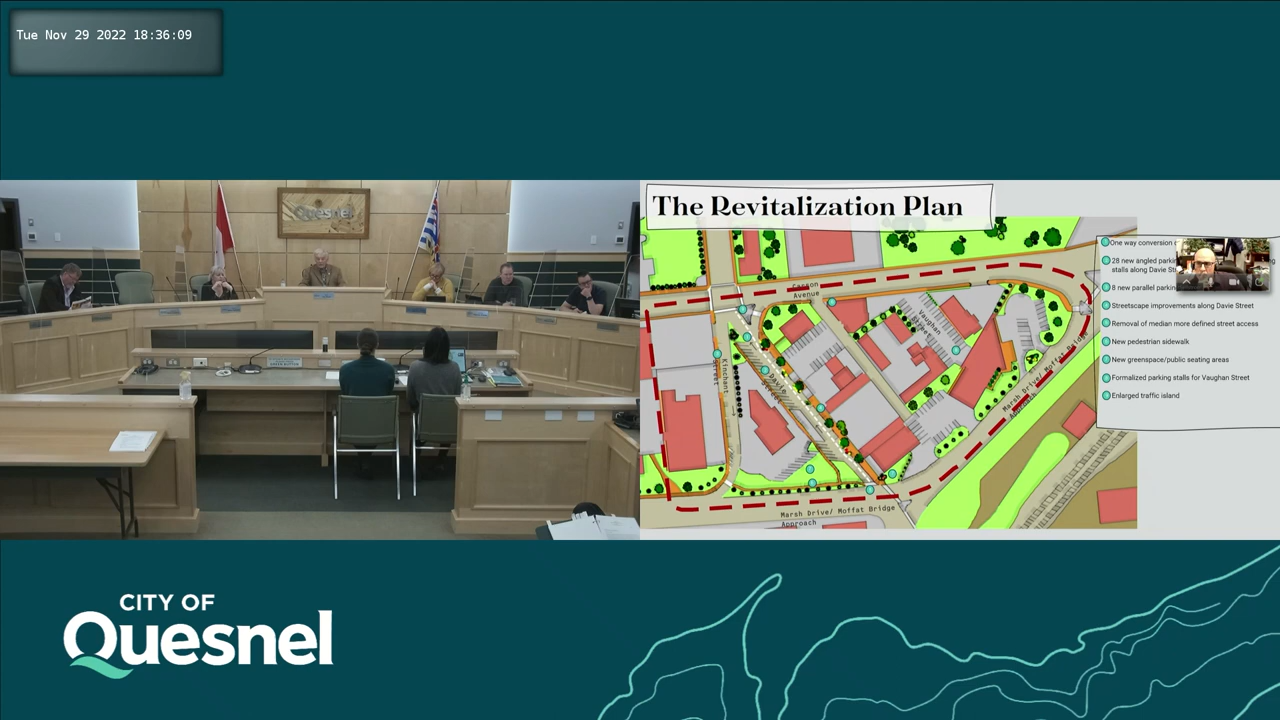 Tue Nov 29 2022 18:36:09
Quesnel
The Revitalization Plan
One way conversion
28 new angled
stalls along Davie
8 new parallel
Streetscape improvements along Davie Street
Removal of median more defined street access
New pedestrian sidewalk
New greenspace/public seating areas
Formalized parking stalls for Vaughan Street
Enlarged traffic island
Carson
Avenue
Vaughan
Street
Kinchant
Street
Davie
Street
Marsh Drive/ Moffat Bridge
Approach
Marsh Drive/ Moffat Bridge
Approach
CITY OF
Quesnel